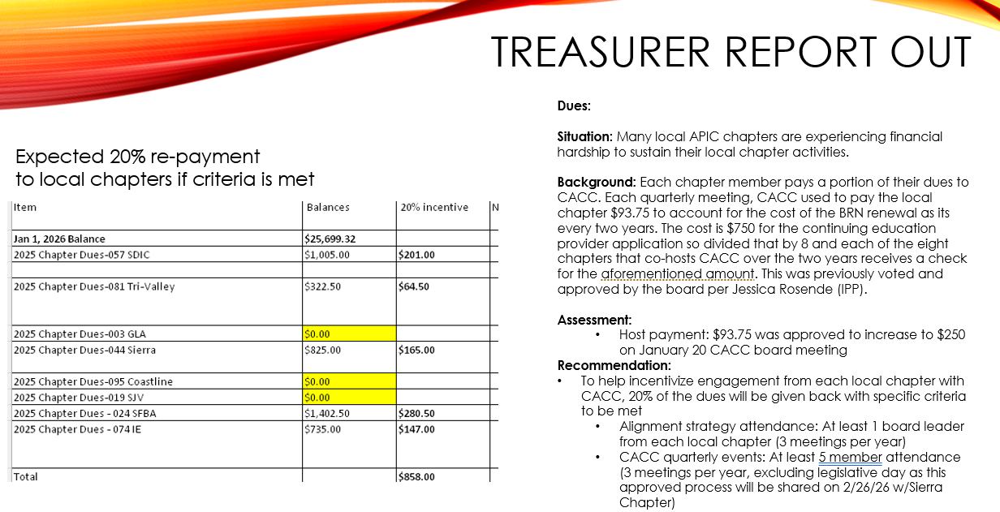 TREASURER REPORT OUT
Expected 20% re-payment
to local chapters if criteria is met
Item Balances 20% incentive N
Jan 1, 2026 Balance $25,699.32
2025 Chapter Dues-057 SDIC $1,005.00 $201.00
2025 Chapter Dues-081 Tri-Valley $322.50 $64.50
2025 Chapter Dues-003 GLA $0.00
2025 Chapter Dues-044 Sierra $825.00 $165.00
2025 Chapter Dues-095 Coastline $0.00
2025 Chapter Dues-019 SJV $0.00
2025 Chapter Dues - 024 SFBA $1,402.50 $280.50
2025 Chapter Dues - 074 IE $735.00 $147.00
Total $858.00
Dues:
Situation: Many local APIC chapters are experiencing financial
hardship to sustain their local chapter activities.
Background: Each chapter member pays a portion of their dues to
CACC. Each quarterly meeting, CACC used to pay the local
chapter $93.75 to account for the cost of the BRN renewal as its
every two years. The cost is $750 for the continuing education
provider application so divided that by 8 and each of the eight
chapters that co-hosts CACC over the two years receives a check
for the aforementioned amount. This was previously voted and
approved by the board per Jessica Rosende (IPP).
Assessment:
• Host payment: $93.75 was approved to increase to $250
on January 20 CACC board meeting
Recommendation:
• To help incentivize engagement from each local chapter with
CACC, 20% of the dues will be given back with specific criteria
to be met
• Alignment strategy attendance: At least 1 board leader
from each local chapter (3 meetings per year)
• CACC quarterly events: At least 5 member attendance
(3 meetings per year, excluding legislative day as this
approved process will be shared on 2/26/26 w/Sierra
Chapter)